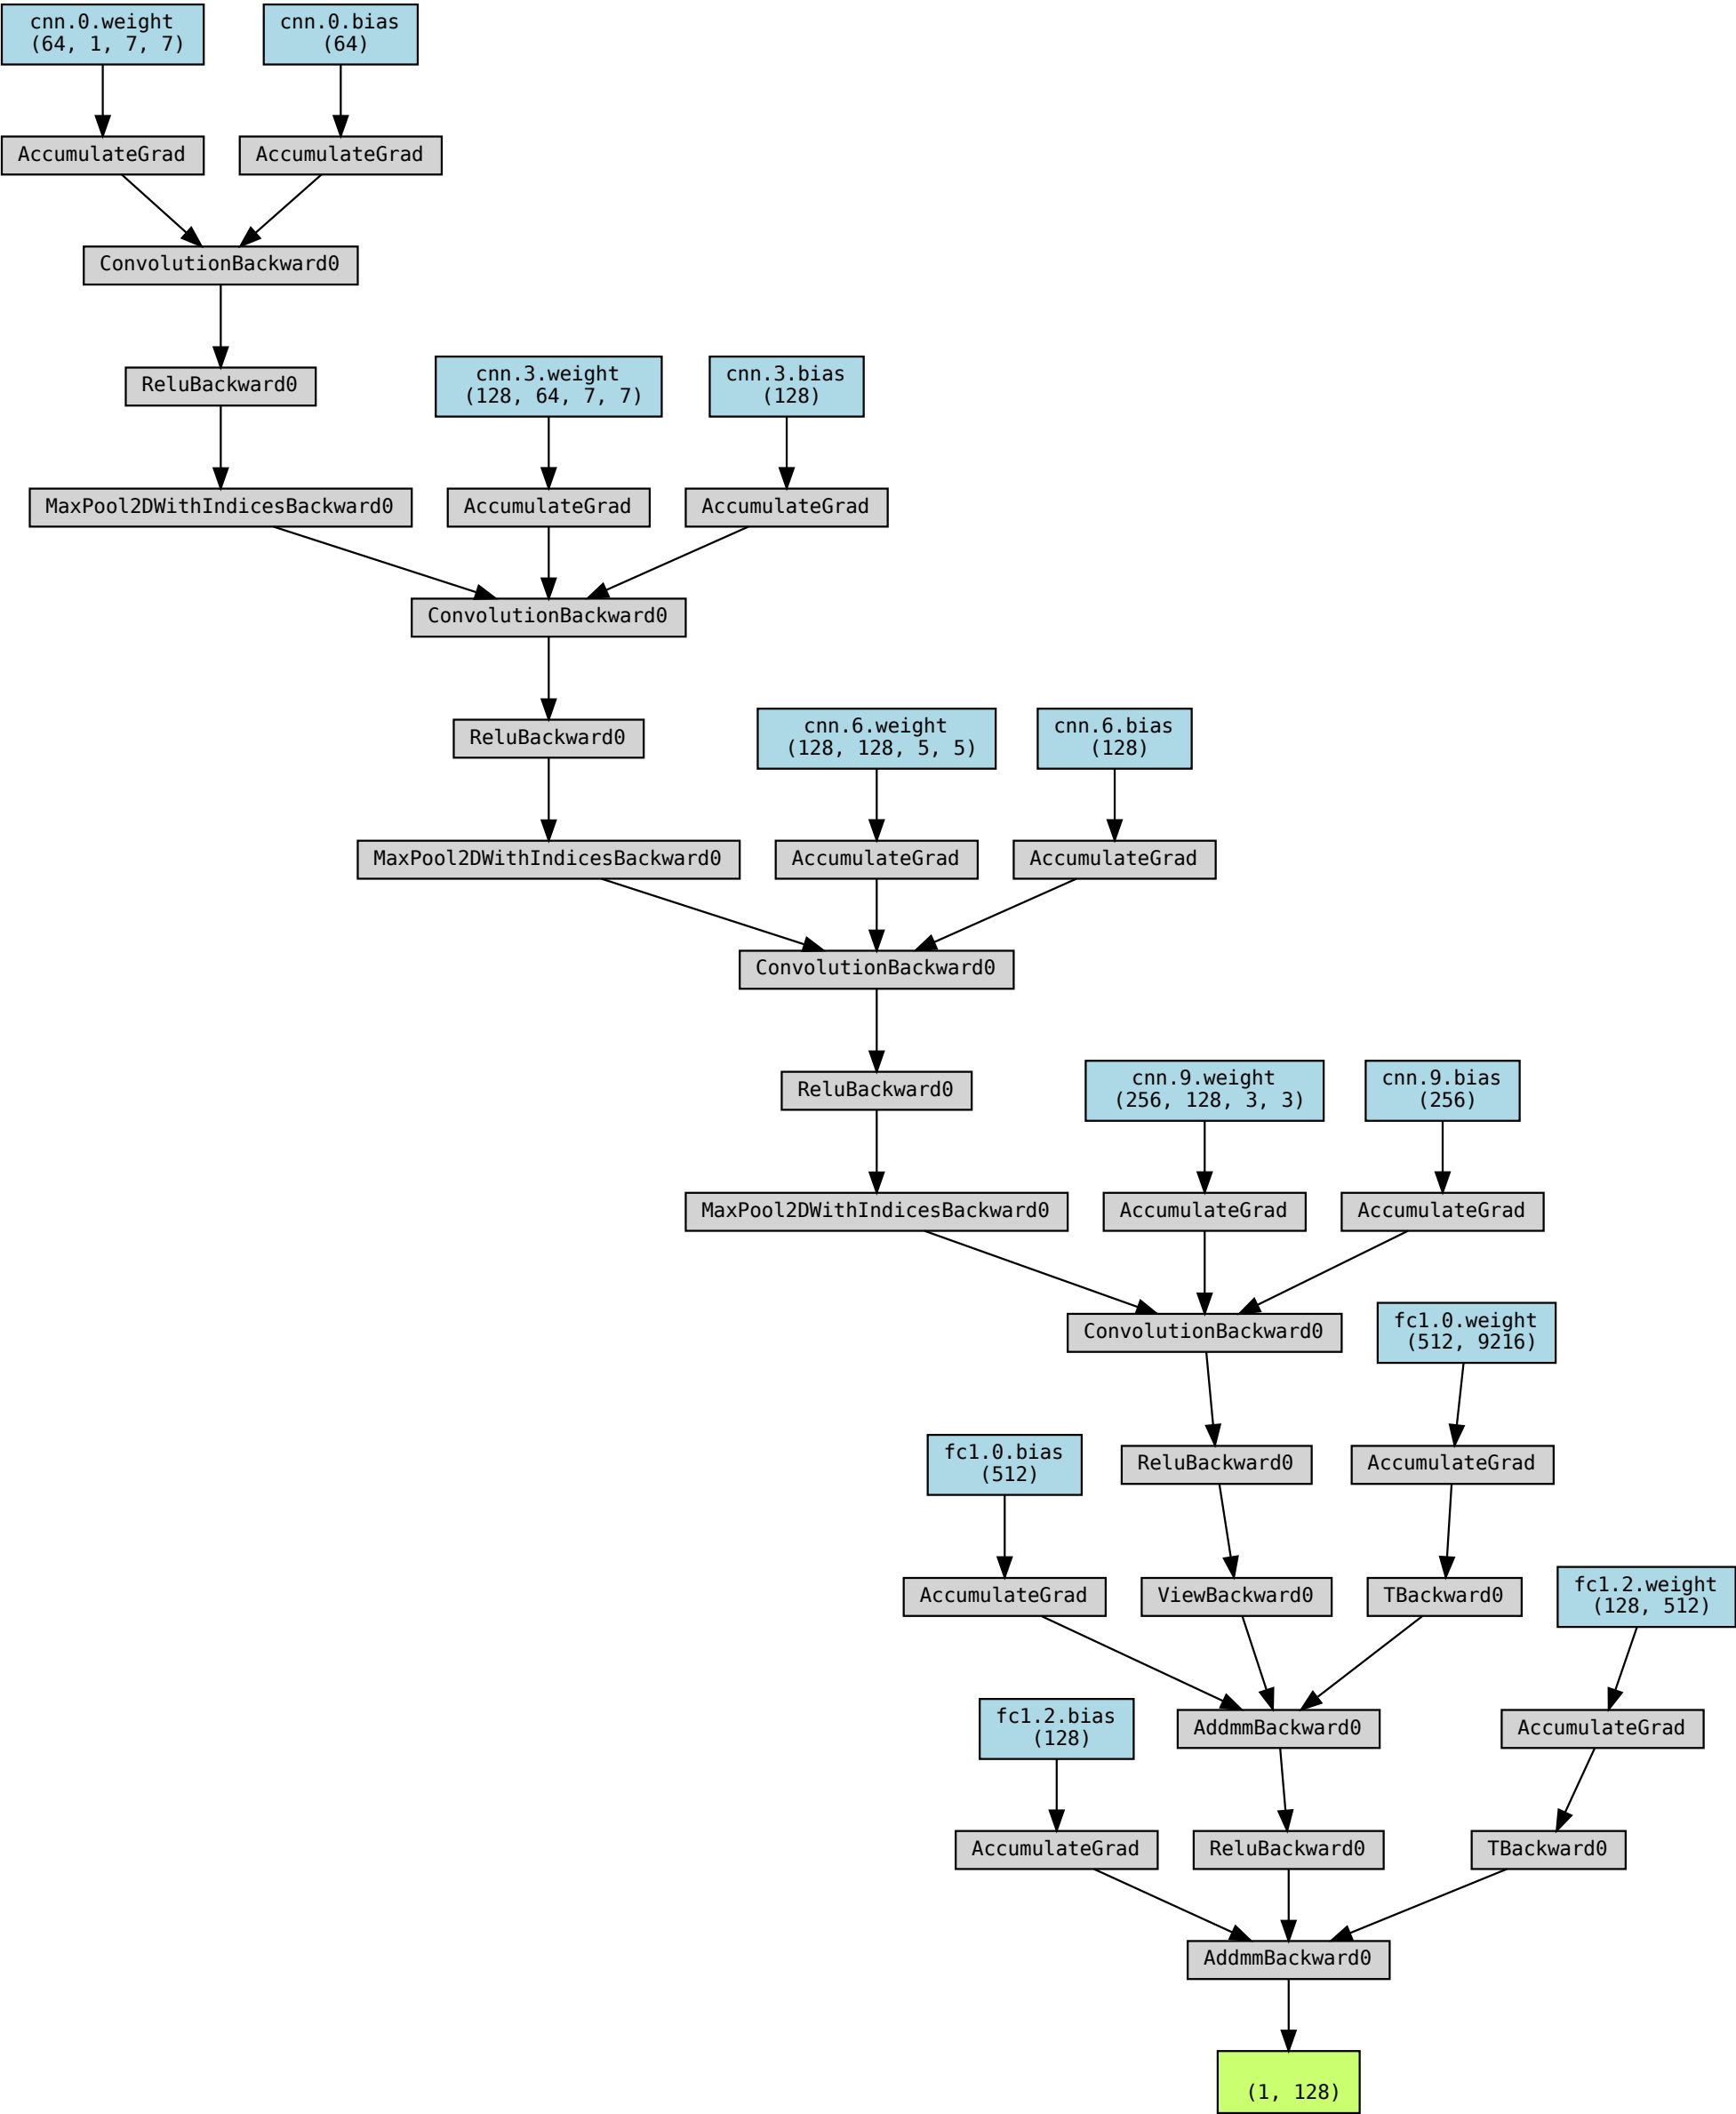 cnn.0.weight
(64, 1, 7, 7)
cnn.0.bias
(64)
AccumulateGrad
AccumulateGrad
ConvolutionBackward0
ReluBackward0
cnn.3.weight
(128, 64, 7, 7)
cnn.3.bias
(128)
MaxPool2DWithIndicesBackward0
AccumulateGrad
AccumulateGrad
ConvolutionBackward0
ReluBackward0
cnn.6.weight
(128, 128, 5, 5)
cnn.6.bias
(128)
MaxPool2DWithIndicesBackward0
AccumulateGrad
AccumulateGrad
ConvolutionBackward0
ReluBackward0
cnn.9.weight
(256, 128, 3, 3)
cnn.9.bias
(256)
MaxPool2DWithIndicesBackward0
AccumulateGrad
AccumulateGrad
ConvolutionBackward0
fc1.0.weight
(512, 9216)
fc1.0.bias
(512)
ReluBackward0
AccumulateGrad
AccumulateGrad
ViewBackward0
TBackward0
fc1.2.weight
(128, 512)
fc1.2.bias
(128)
AddmmBackward0
AccumulateGrad
AccumulateGrad
ReluBackward0
TBackward0
AddmmBackward0
(1, 128)